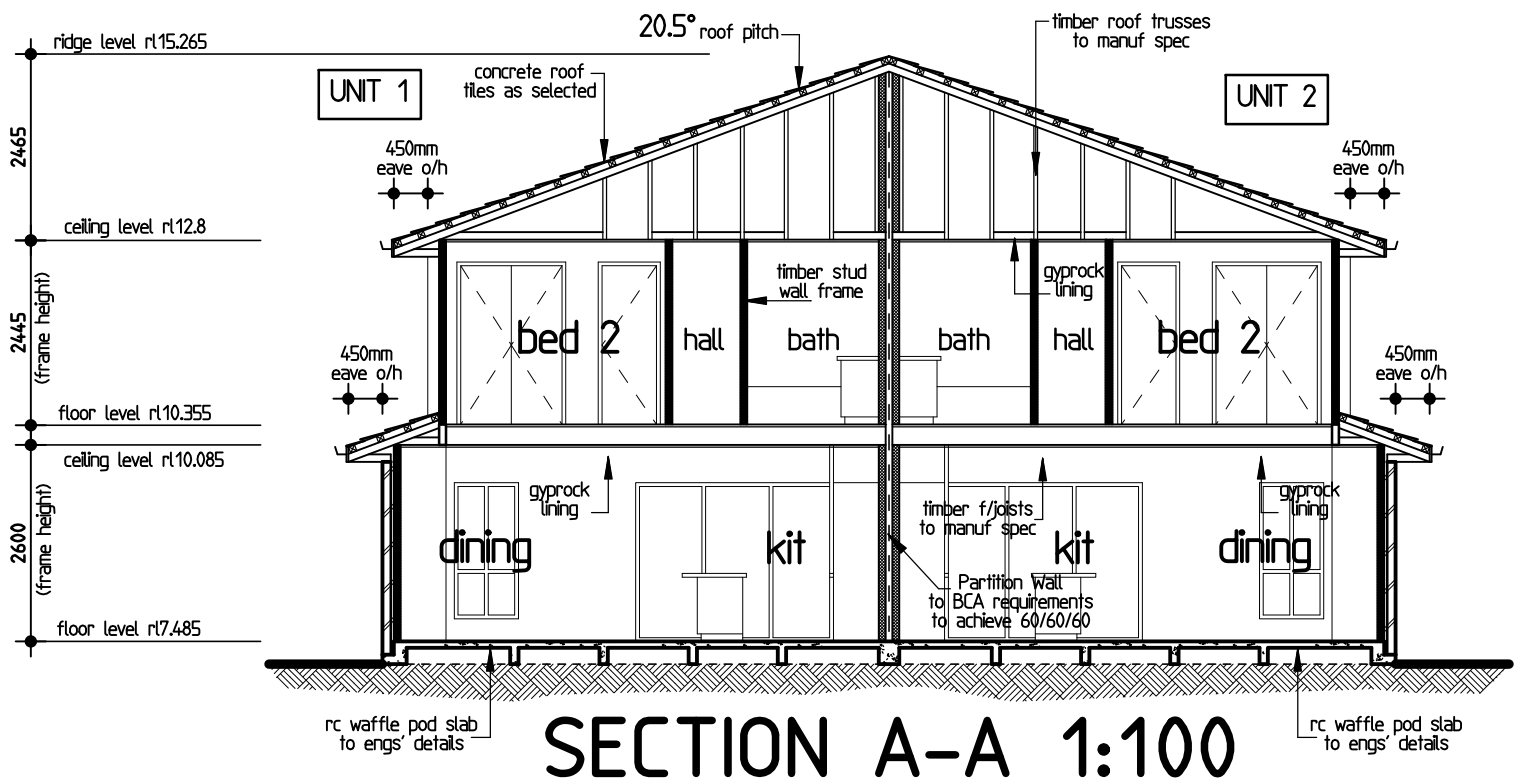 ridge level rl15.265
20.5° roof pitch
timber roof trusses
to manuf spec
UNIT 1
concrete roof
tiles as selected
UNIT 2
2465
450mm
eave o/h
450mm
eave o/h
ceiling level rl12.8
2445
(frame height)
timber stud
wall frame
gyprock
lining
bed 2
hall
bath
bath
hall
bed 2
450mm
eave o/h
450mm
eave o/h
floor level rl10.355
ceiling level rl10.085
2600
(frame height)
gyprock
lining
timber f/joists
to manuf spec
gyprock
lining
dining
kit
kit
dining
Partition wall
to BCA requirements
to achieve 60/60/60
floor level rl7.485
rc waffle pod slab
to engs' details
rc waffle pod slab
to engs' details
SECTION A-A 1:100